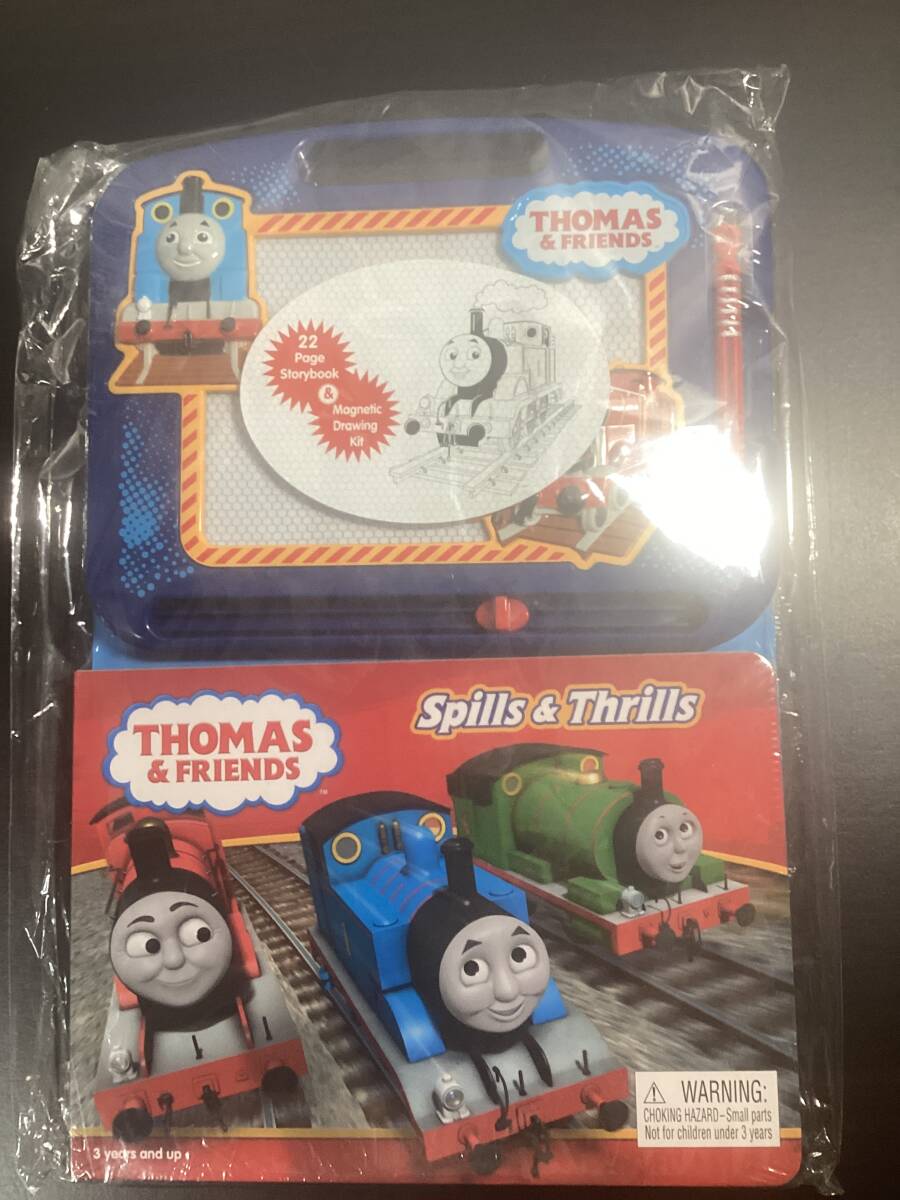 THOMAS
& FRIENDS
22
Page
Storybook
&
Magnetic
Drawing
Kit
THOMAS
& FRIENDS
™
Spills & Thrills
WARNING:
CHOKING HAZARD–Small parts
Not for children under 3 years
3 years and up